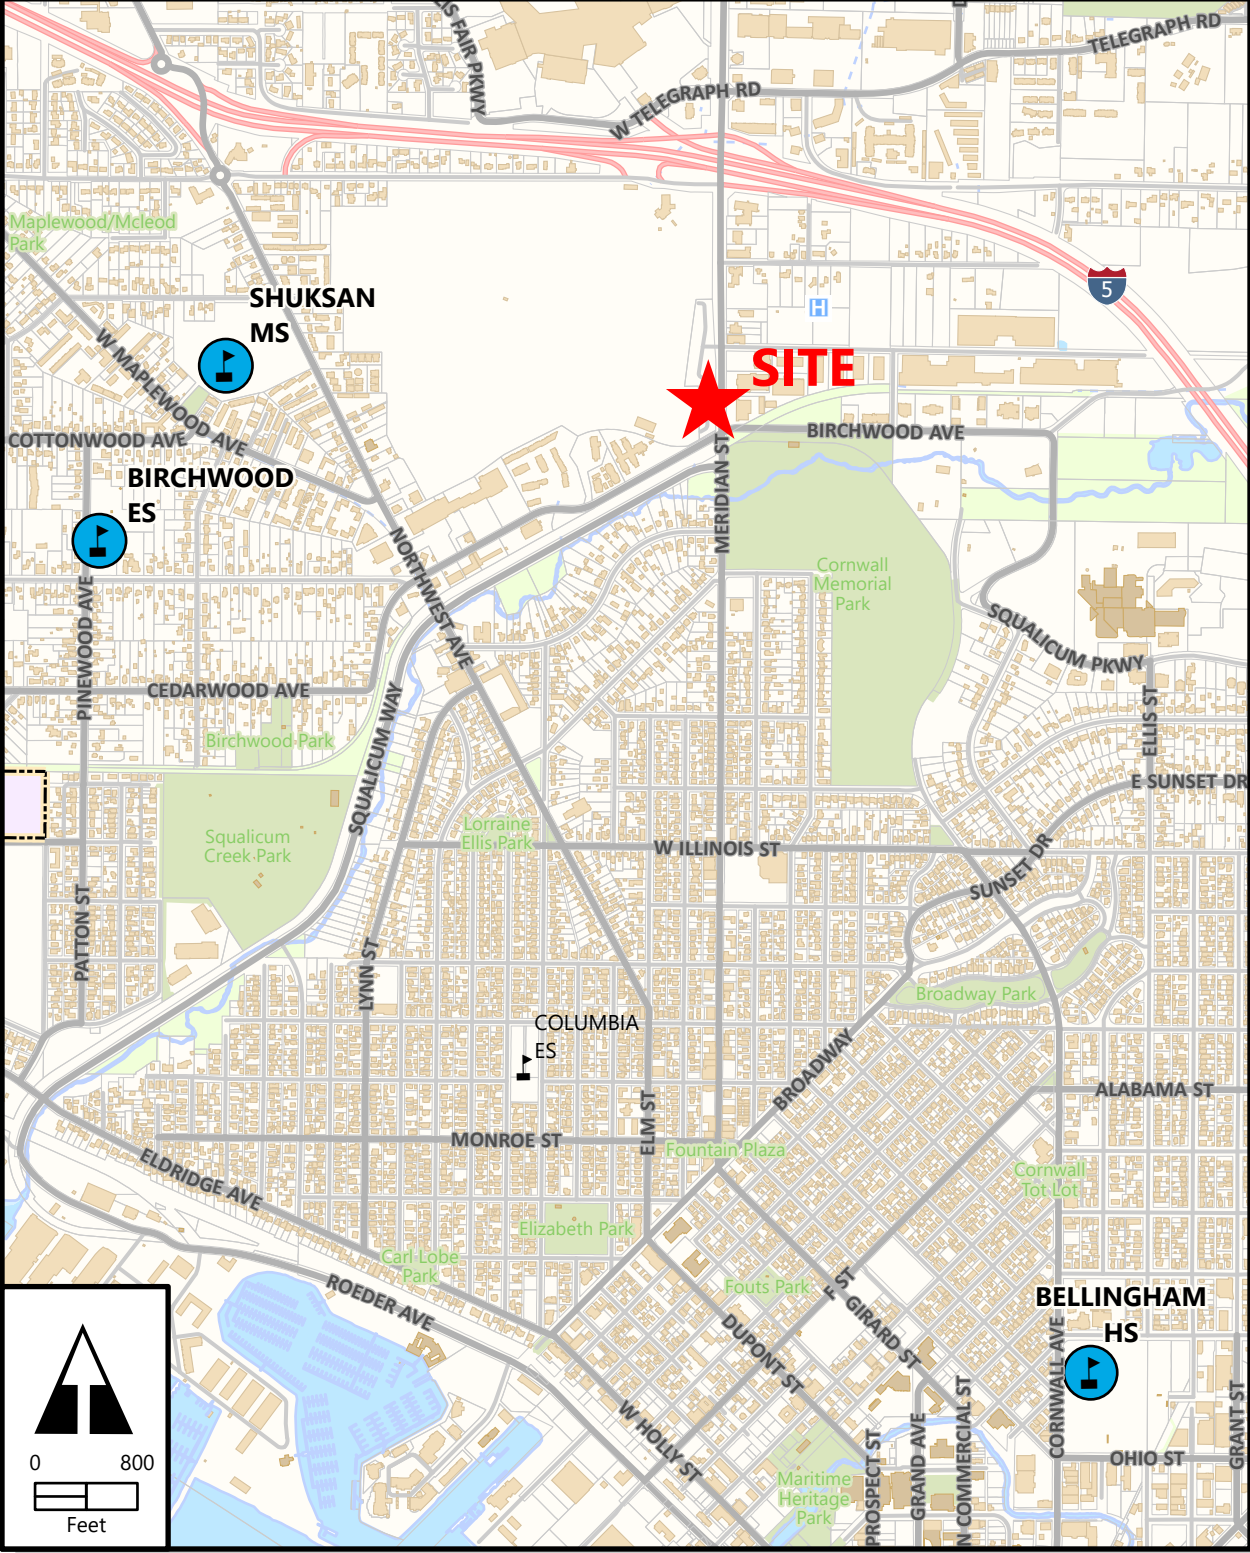 IS FAIR PKWY
W TELEGRAPH RD
TELEGRAPH RD
Maplewood/Mcleod
Park
SHUKSAN
MS
5
H
W MAPLEWOOD AVE
SITE
COTTONWOOD AVE
BIRCHWOOD AVE
BIRCHWOOD
ES
MERIDIAN ST
NORTHWEST AVE
Cornwall
Memorial
Park
PINEWOOD AVE
SQUALICUM PKWY
CEDARWOOD AVE
SQUALICUM WAY
ELLIS ST
Birchwood Park
E SUNSET DR
Squalicum
Creek Park
Lorraine
Ellis Park
W ILLINOIS ST
SUNSET DR
PATTON ST
LYNN ST
Broadway Park
COLUMBIA
ES
BROADWAY
ALABAMA ST
MONROE ST
ELM ST
Fountain Plaza
ELDRIDGE AVE
Cornwall
Tot Lot
Elizabeth Park
Carl Lobe
Park
ROEDER AVE
Fouts Park
F ST
GIRARD ST
BELLINGHAM
HS
DUPONT ST
CORNWALL AVE
W HOLLY ST
PROSPECT ST
GRAND AVE
N COMMERCIAL ST
OHIO ST
GRANT ST
Maritime
Heritage
Park
0 800
Feet